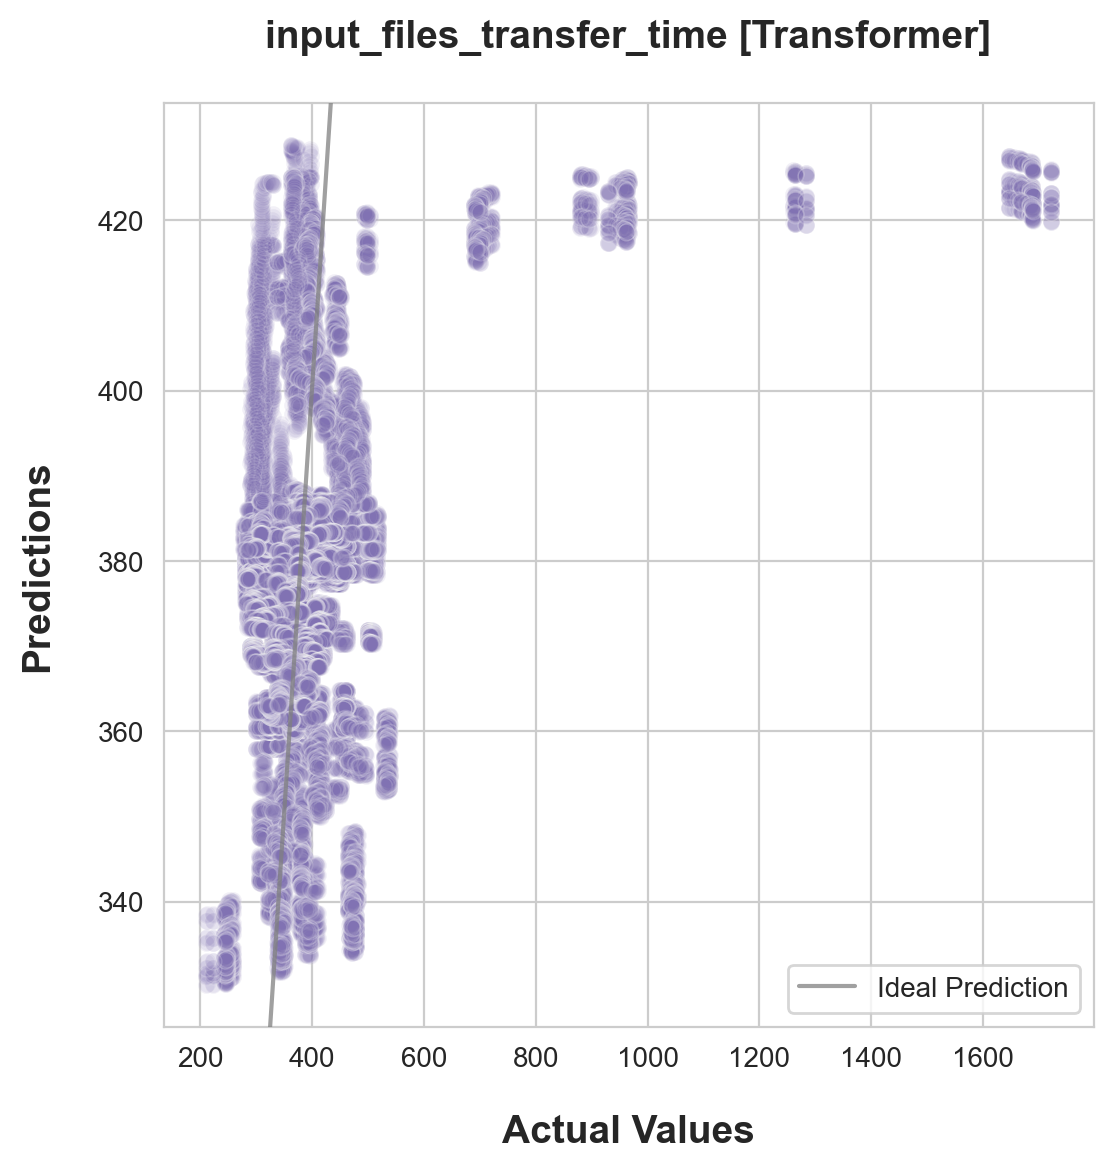 input_files_transfer_time [Transformer]
Predictions
420
400
380
360
340
Ideal Prediction
200 400 600 800 1000 1200 1400 1600
Actual Values